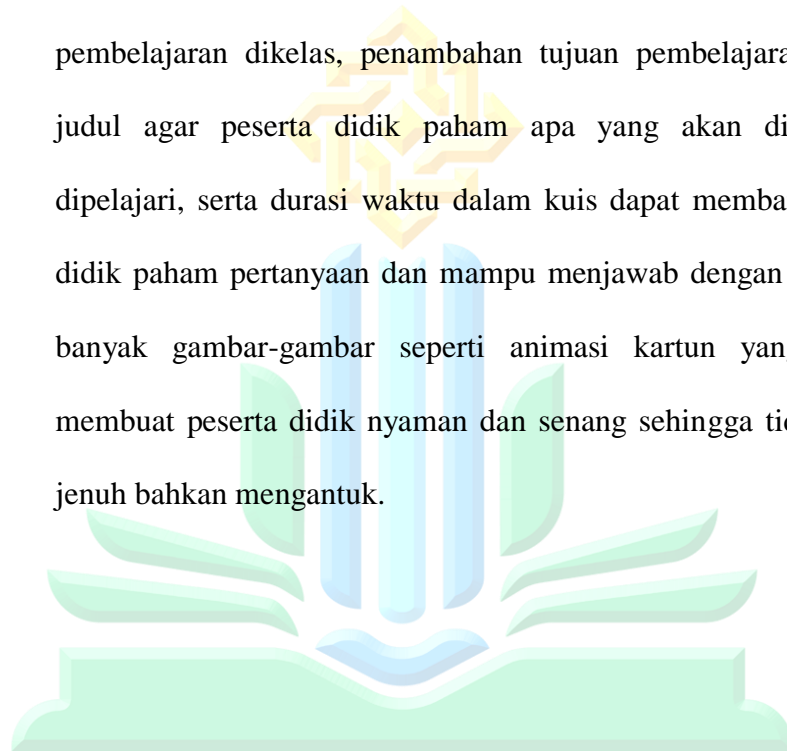 pembelajaran dikelas, penambahan tujuan pembelajara
judul agar peserta didik paham apa yang akan di
dipelajari, serta durasi waktu dalam kuis dapat memba
didik paham pertanyaan dan mampu menjawab dengan
banyak gambar-gambar seperti animasi kartun yang
membuat peserta didik nyaman dan senang sehingga tid
jenuh bahkan mengantuk.